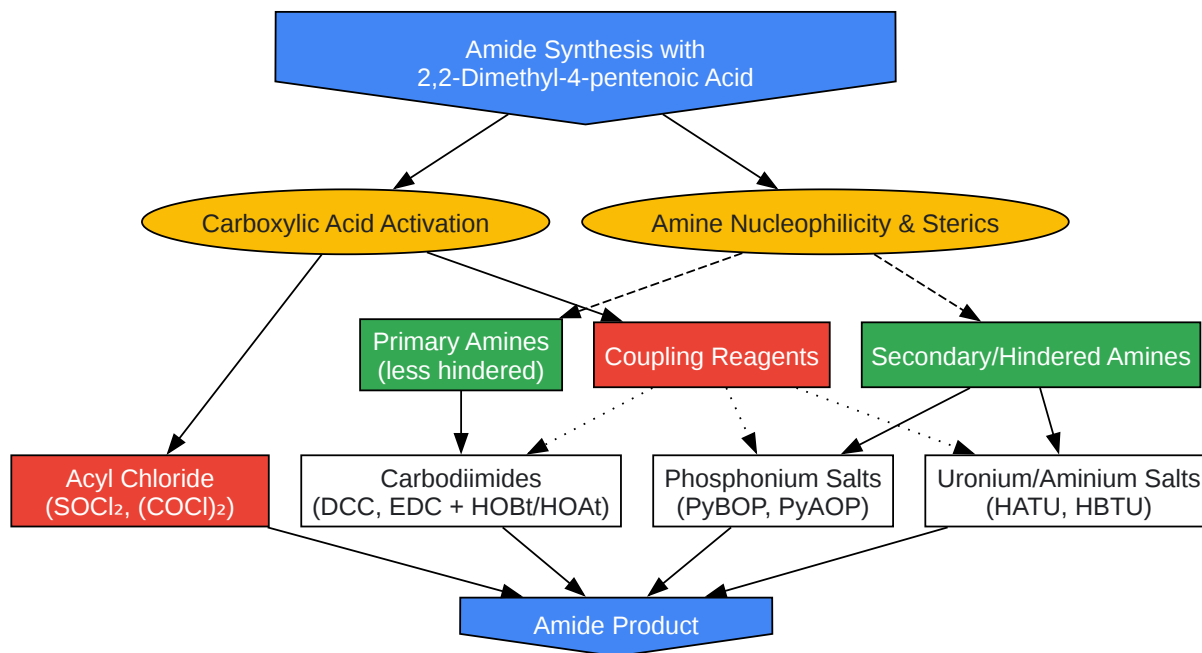 Amide Synthesis with
2,2-Dimethyl-4-pentenoic Acid
Carboxylic Acid Activation
Amine Nucleophilicity & Sterics
Primary Amines
(less hindered)
Coupling Reagents
Secondary/Hindered Amines
Acyl Chloride
(SOCl₂, (COCl)₂)
Carbodiimides
(DCC, EDC + HOBt/HOAt)
Phosphonium Salts
(PyBOP, PyAOP)
Uronium/Aminium Salts
(HATU, HBTU)
Amide Product